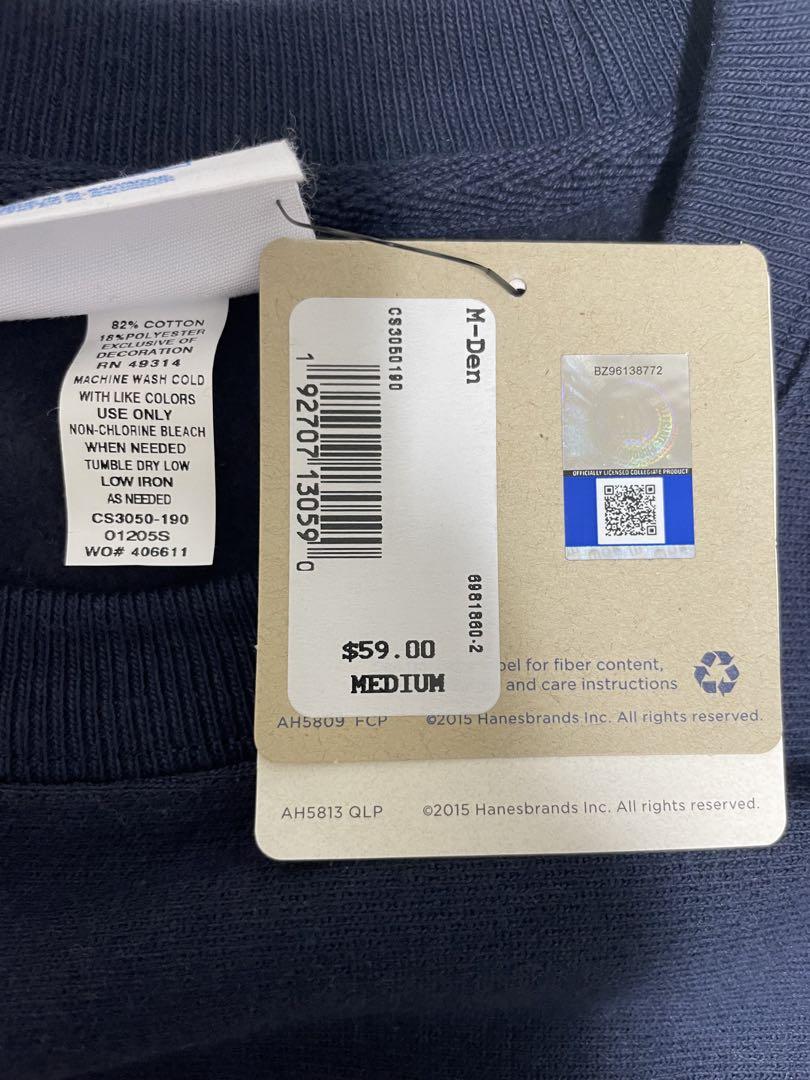 82% COTTON
18% POLYESTER
EXCLUSIVE OF
DECORATION
RN 49314
MACHINE WASH COLD
WITH LIKE COLORS
USE ONLY
NON-CHLORINE BLEACH
WHEN NEEDED
TUMBLE DRY LOW
LOW IRON
AS NEEDED
CS3050-190
01205S
WO# 406611
M-Den
CS3050190
1 92707 13059 0
6981880-2
$59.00
MEDIUM
BZ96138772
OFFICIALLY LICENSED COLLEGIATE PRODUCT
for fiber content,
and care instructions
AH5809 FCP ©2015 Hanesbrands Inc. All rights reserved.
AH5813 QLP ©2015 Hanesbrands Inc. All rights reserved.